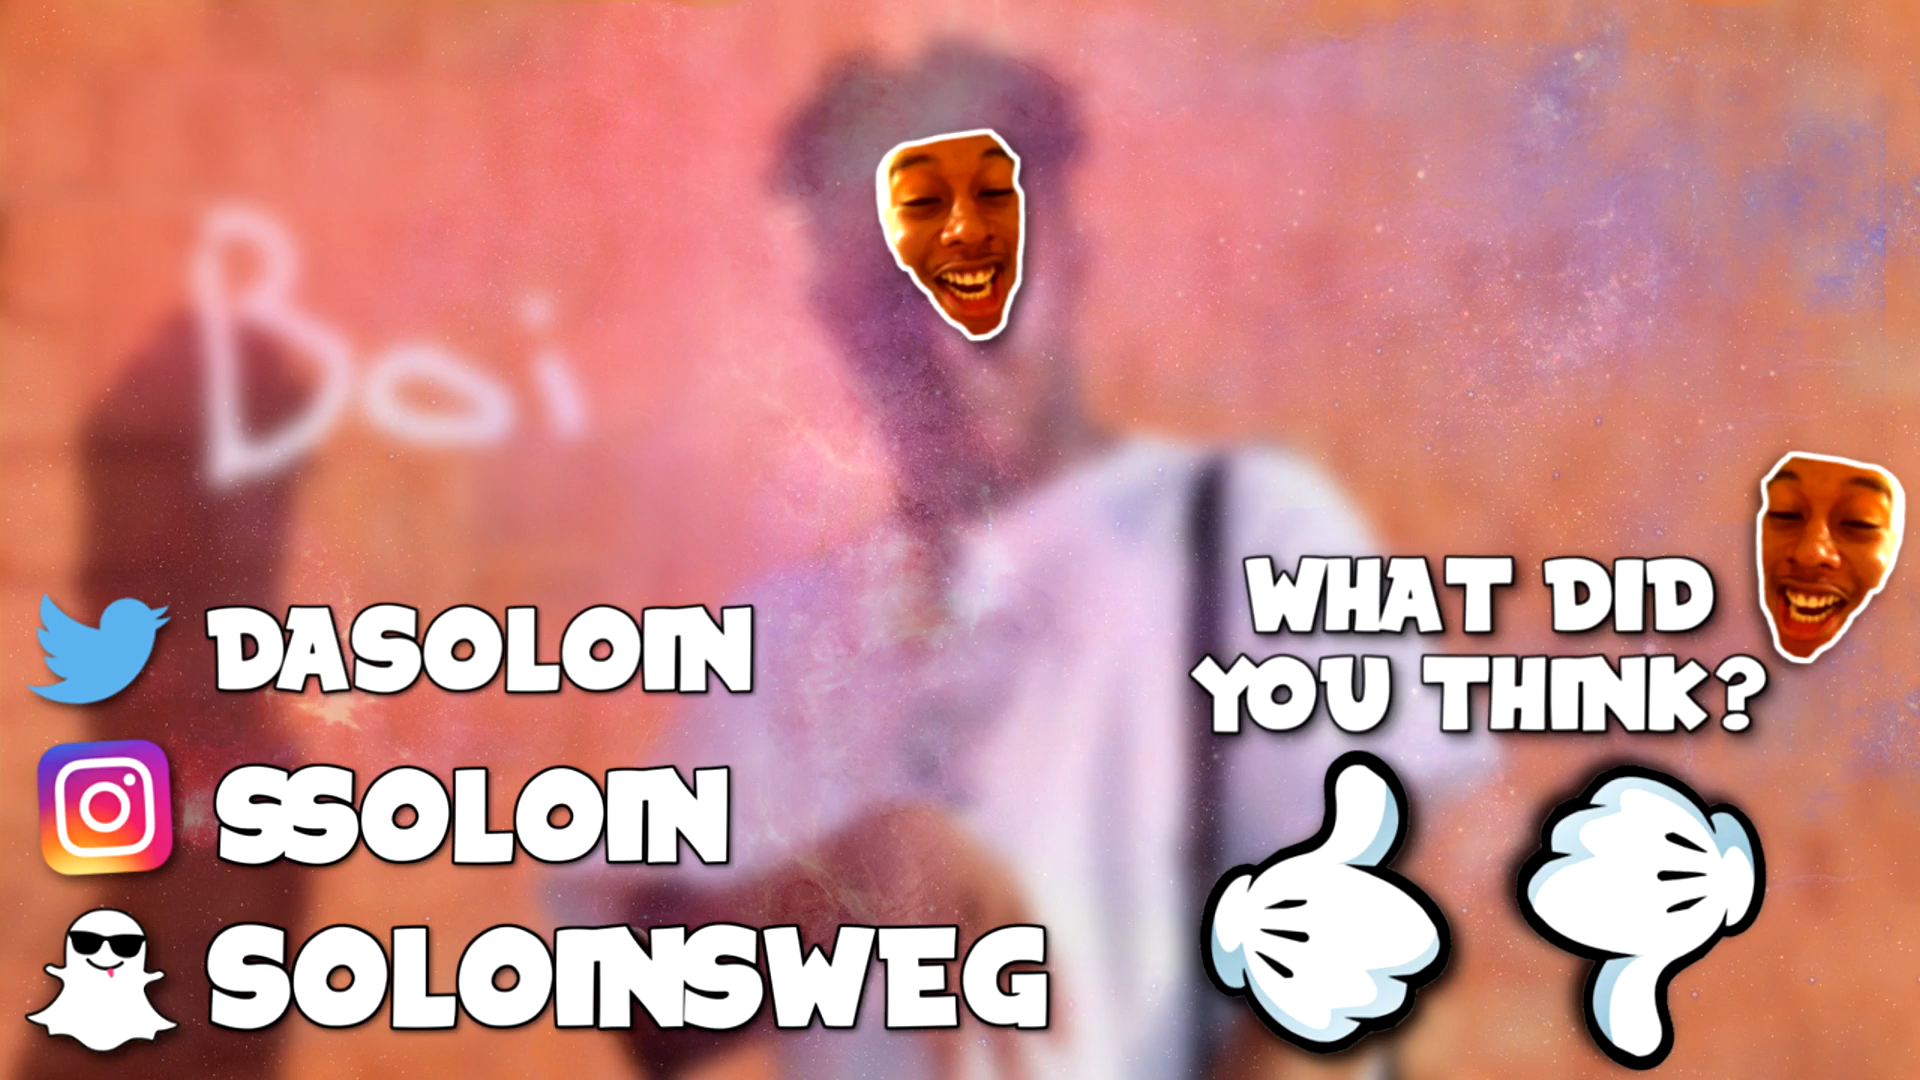 Boi
DASOLOIN
SSOLOIN
SOLOINSWEG
WHAT DID
YOU THINK?